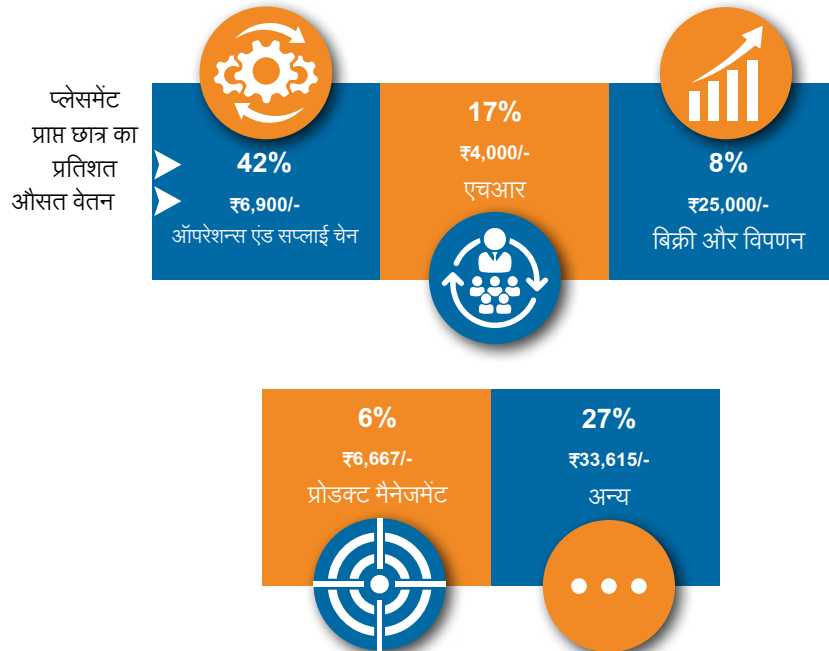 प्लेसमेंट
प्राप्त छात्र का
प्रतिशत
औसत वेतन
42%
₹6,900/-
ऑपरेशन्स एंड सप्लाई चेन
17%
₹4,000/-
एचआर
8%
₹25,000/-
बिक्री और विपणन
6%
₹6,667/-
प्रोडक्ट मैनेजमेंट
27%
₹33,615/-
अन्य